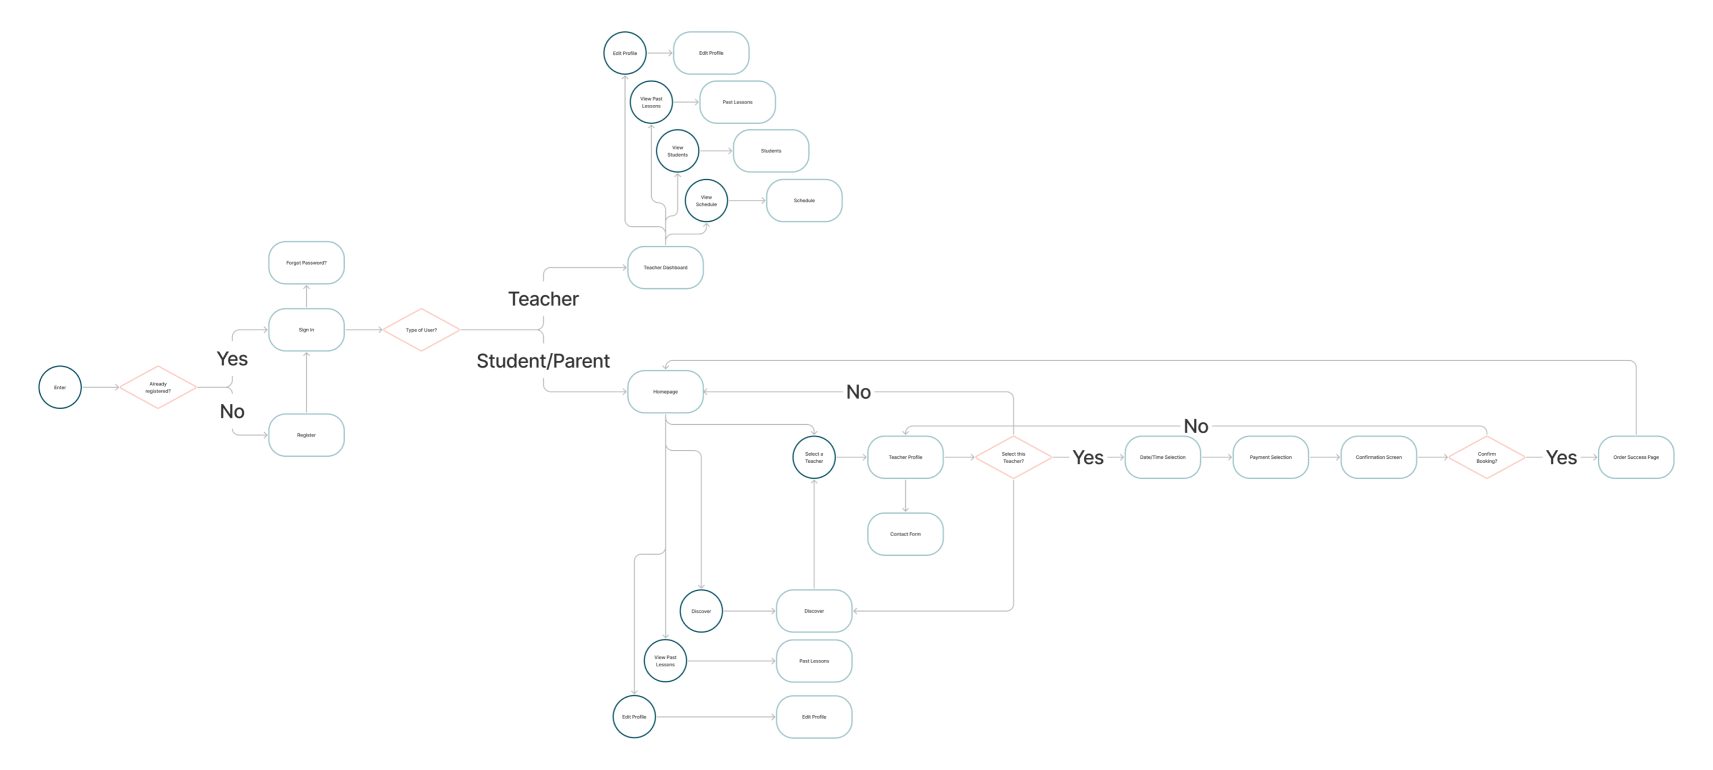 Edit Profile
Edit Profile
View Past
Lessons
Past Lessons
View
Students
Students
View
Schedule
Schedule
Forgot Password?
Teacher Dashboard
Teacher
Sign In
Type of User?
Yes
Student/Parent
Enter
Already
registered?
No
Register
Homepage
No
No
Select a
Teacher
Teacher Profile
Select this
Teacher?
Yes
Date/Time Selection
Payment Selection
Confirmation Screen
Confirm
Booking?
Yes
Order Success Page
Contact Form
Discover
Discover
View Past
Lessons
Past Lessons
Edit Profile
Edit Profile